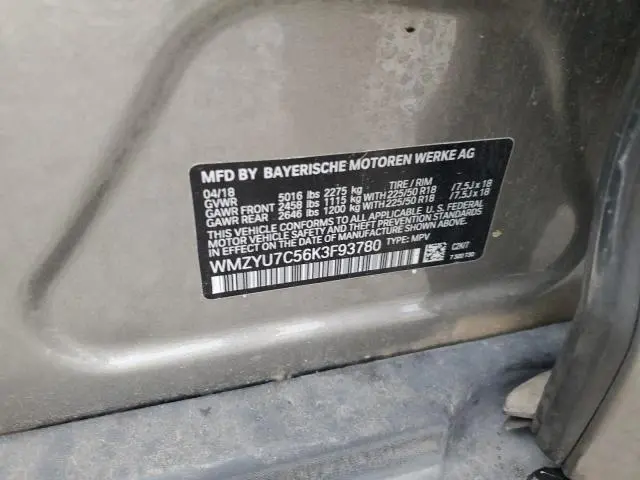 MFD BY BAYERISCHE MOTOREN WERKE AG
04/18 TIRE / RIM
GVWR 5016 lbs 2275 kg
GAWR FRONT 2458 lbs 1115 kg WITH 225/50 R18 /7.5J x 18
GAWR REAR 2646 lbs 1200 kg WITH 225/50 R18 /7.5J x 18
THIS VEHICLE CONFORMS TO ALL APPLICABLE U.S. FEDERAL
MOTOR VEHICLE SAFETY, BUMPER, AND THEFT PREVENTION STANDARDS
IN EFFECT ON THE DATE OF MANUFACTURE SHOWN ABOVE.
WMZYU7C56K3F93780 TYPE: MPV
C2K/7